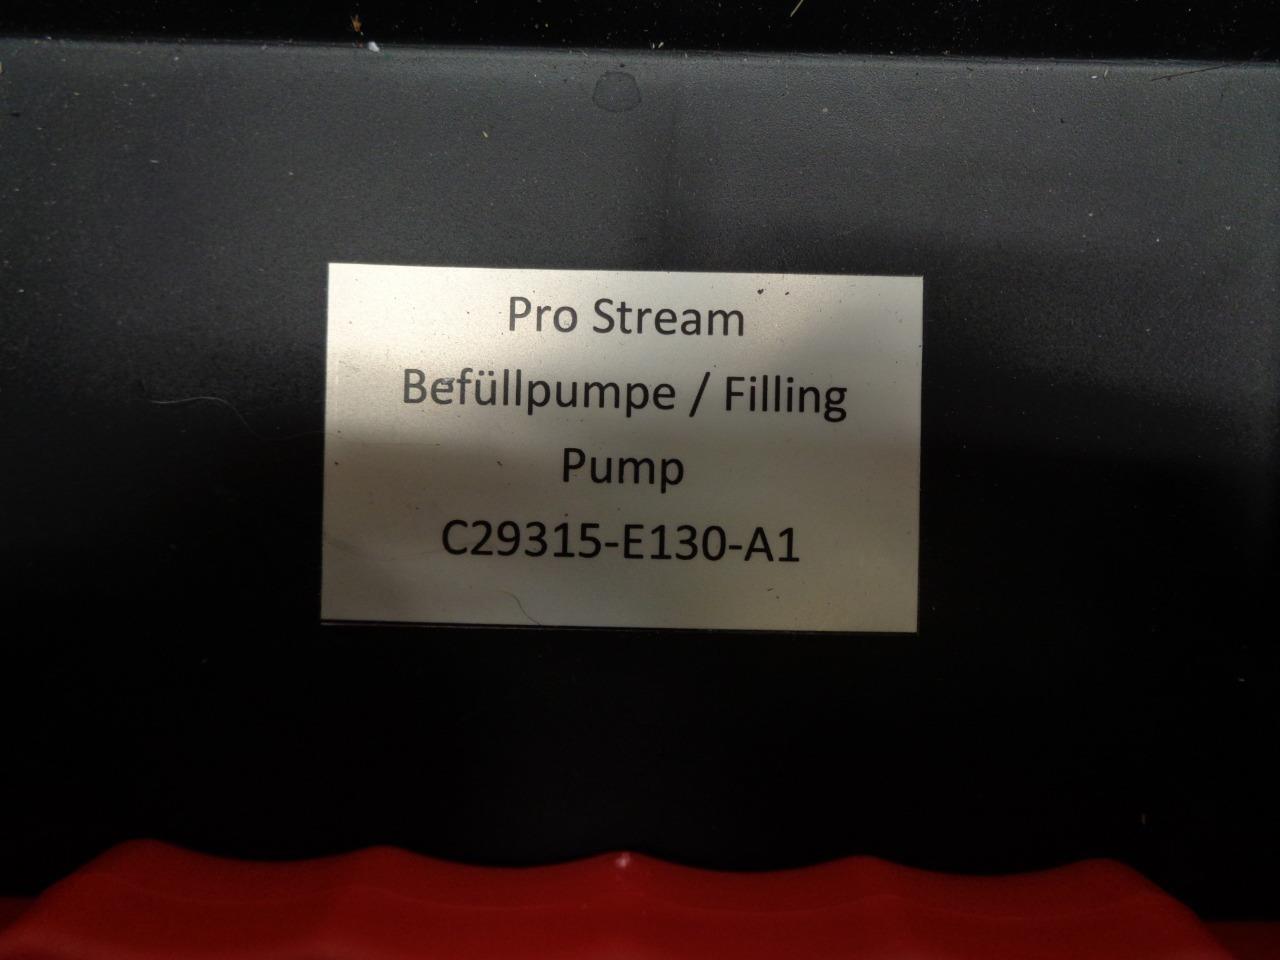 Pro Stream
Befüllpumpe / Filling
Pump
C29315-E130-A1